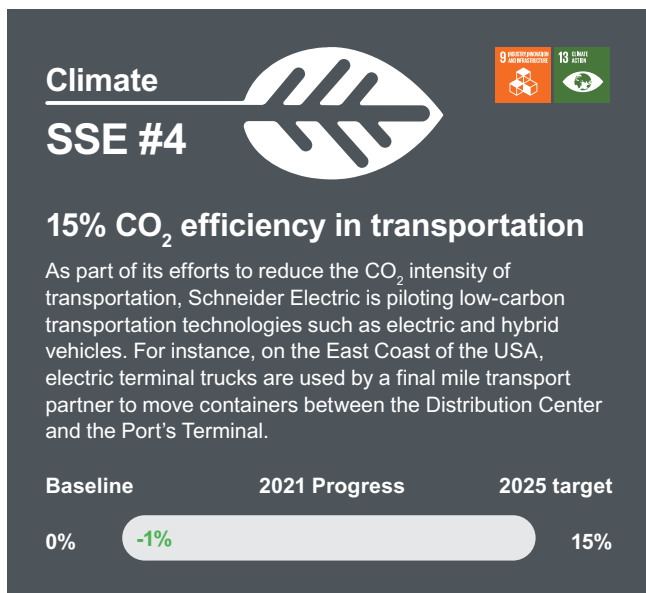 Climate
SSE #4
9 INDUSTRY, INNOVATION
AND INFRASTRUCTURE
13 CLIMATE
ACTION
15% CO₂ efficiency in transportation
As part of its efforts to reduce the CO₂ intensity of
transportation, Schneider Electric is piloting low-carbon
transportation technologies such as electric and hybrid
vehicles. For instance, on the East Coast of the USA,
electric terminal trucks are used by a final mile transport
partner to move containers between the Distribution Center
and the Port’s Terminal.
Baseline 2021 Progress 2025 target
0% -1% 15%